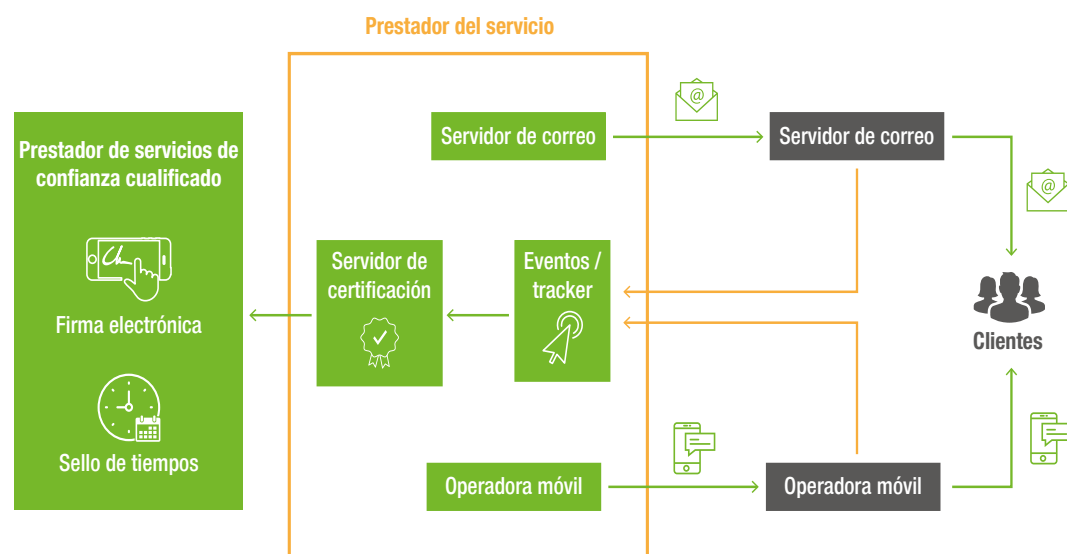 Prestador del servicio
Prestador de servicios de
confianza cualificado
Firma electrónica
Sello de tiempos
Servidor de
certificación
Eventos /
tracker
Servidor de correo
@
Servidor de correo
@
Clientes
Operadora móvil
Operadora móvil